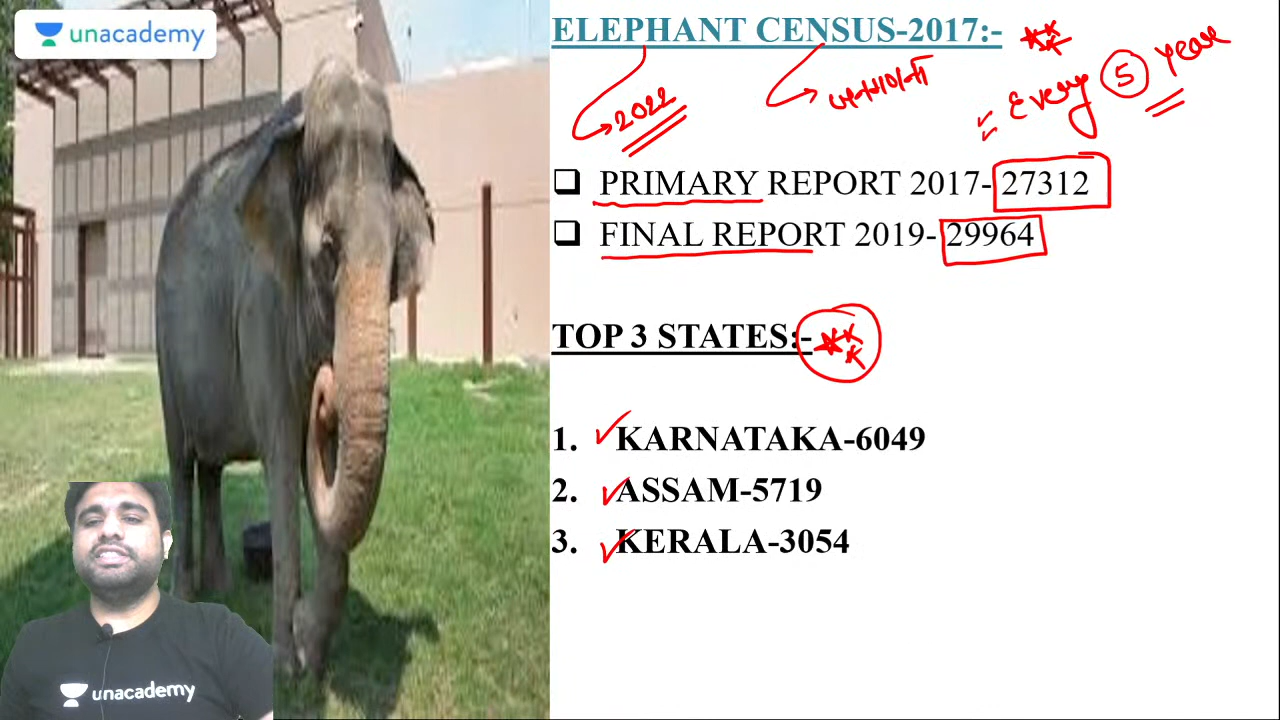 unacademy
ELEPHANT CENSUS-2017:-
2022
= Every 5 Year
❑ PRIMARY REPORT 2017- 27312
❑ FINAL REPORT 2019- 29964
TOP 3 STATES:-
1. KARNATAKA-6049
2. ASSAM-5719
3. KERALA-3054
unacademy